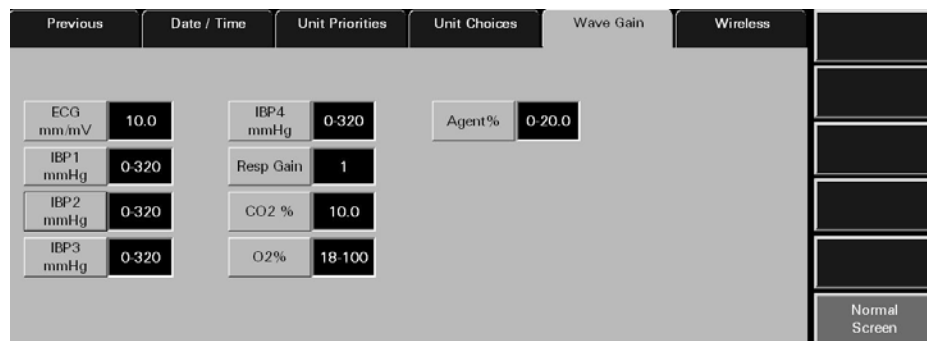 Previous
Date / Time
Unit Priorities
Unit Choices
Wave Gain
Wireless
ECG
mm/mV
10.0
IBP1
mmHg
0-320
IBP2
mmHg
0-320
IBP3
mmHg
0-320
IBP4
mmHg
0-320
Resp Gain
1
CO2 %
10.0
O2%
18-100
Agent%
0-20.0
Normal
Screen